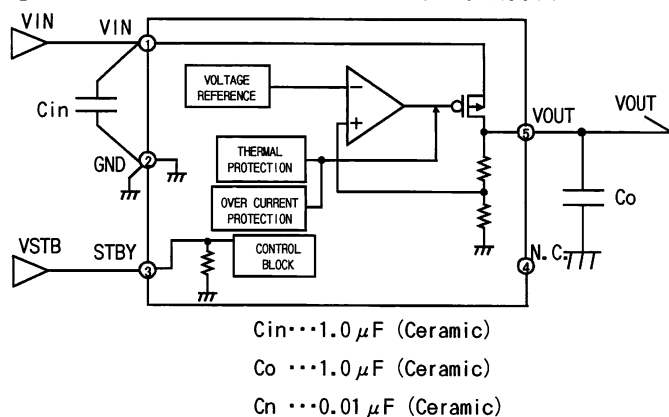 VIN
VIN
1
VOLTAGE
REFERENCE
−
+
VOUT
VOUT
5
Cin
GND
2
THERMAL
PROTECTION
OVER CURRENT
PROTECTION
Co
VSTB
STBY
3
CONTROL
BLOCK
N.C.
4
Cin···1.0μF (Ceramic)
Co ···1.0μF (Ceramic)
Cn ···0.01μF (Ceramic)